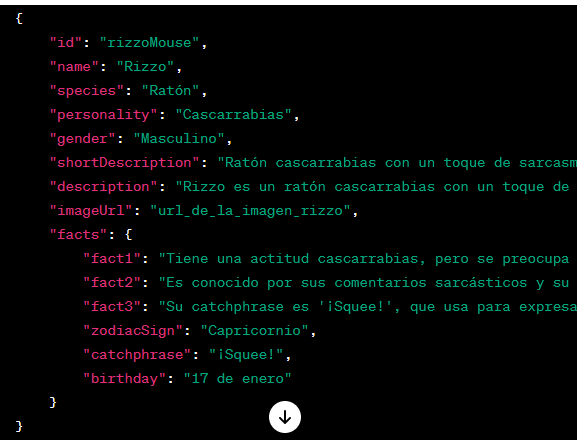 {
"id": "rizzoMouse",
"name": "Rizzo",
"species": "Ratón",
"personality": "Cascarrabias",
"gender": "Masculino",
"shortDescription": "Ratón cascarrabias con un toque de sarcasm
"description": "Rizzo es un ratón cascarrabias con un toque de
"imageUrl": "url_de_la_imagen_rizzo",
"facts": {
"fact1": "Tiene una actitud cascarrabias, pero se preocupa
"fact2": "Es conocido por sus comentarios sarcásticos y su
"fact3": "Su catchphrase es '¡Squee!', que usa para expresa
"zodiacSign": "Capricornio",
"catchphrase": "¡Squee!",
"birthday": "17 de enero"
}
}